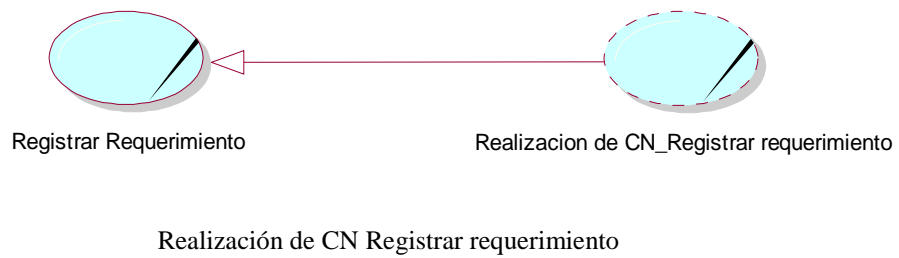 Registrar Requerimiento
Realizacion de CN_Registrar requerimiento
Realización de CN Registrar requerimiento